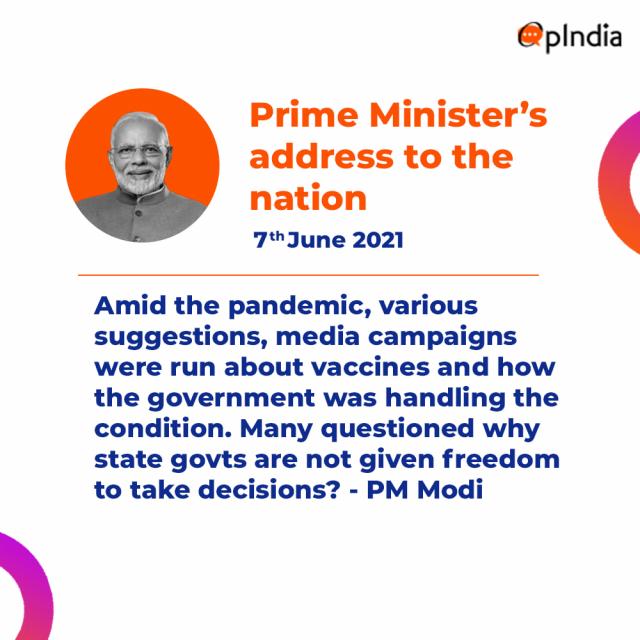 OpIndia
Prime Minister's
address to the
nation
7th June 2021
Amid the pandemic, various
suggestions, media campaigns
were run about vaccines and how
the government was handling the
condition. Many questioned why
state govts are not given freedom
to take decisions? - PM Modi